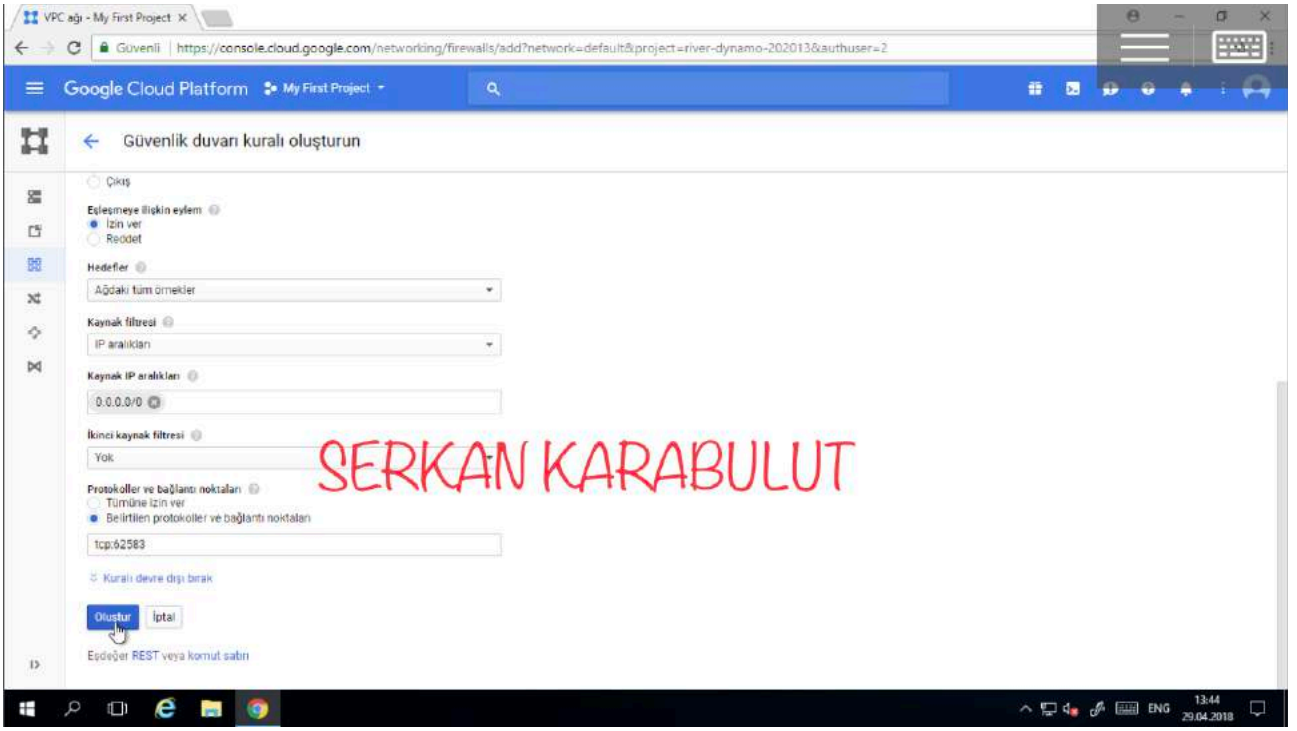 VPC ağı - My First Project
Güvenli | https://console.cloud.google.com/networking/firewalls/add?network=default&project=river-dynamo-202013&authuser=2
Google Cloud Platform My First Project
Güvenlik duvarı kuralı oluşturun
Çıkış
Eşleşmeye ilişkin eylem
İzin ver
Reddet
Hedefler
Ağdaki tüm örnekler
Kaynak filtresi
IP aralıkları
Kaynak IP aralıkları
0.0.0.0/0
İkinci kaynak filtresi
Yok
SERKAN KARABULUT
Protokoller ve bağlantı noktaları
Tümüne izin ver
Belirtilen protokoller ve bağlantı noktaları
tcp:62583
Kuralı devre dışı bırak
Oluştur İptal
Eşdeğer REST veya komut satırı
ENG 13:44
29.04.2018